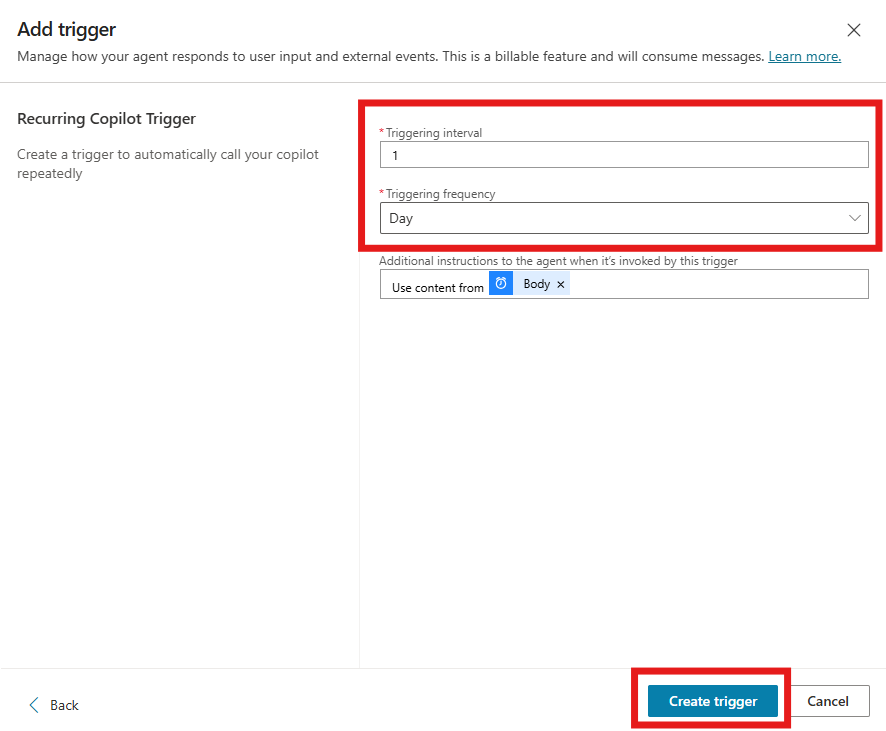 Add trigger
Manage how your agent responds to user input and external events. This is a billable feature and will consume messages. Learn more.
Recurring Copilot Trigger
Create a trigger to automatically call your copilot
repeatedly
*Triggering interval
1
*Triggering frequency
Day
Additional instructions to the agent when it's invoked by this trigger
Use content from Body ×
Back
Create trigger
Cancel